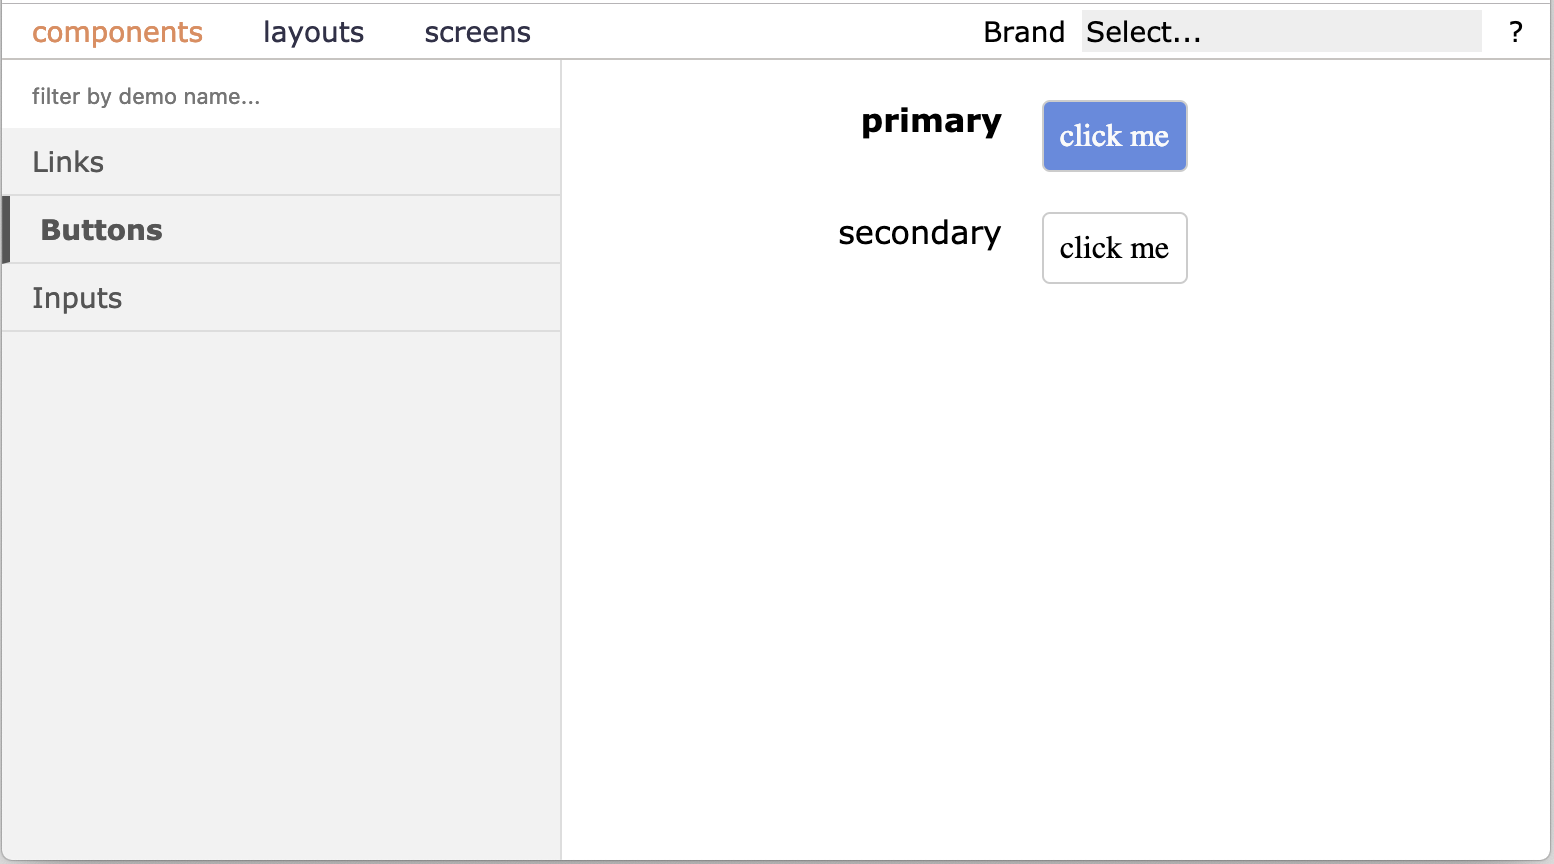 components layouts screens Brand Select... ?
filter by demo name...
Links
Buttons
Inputs
primary click me
secondary click me